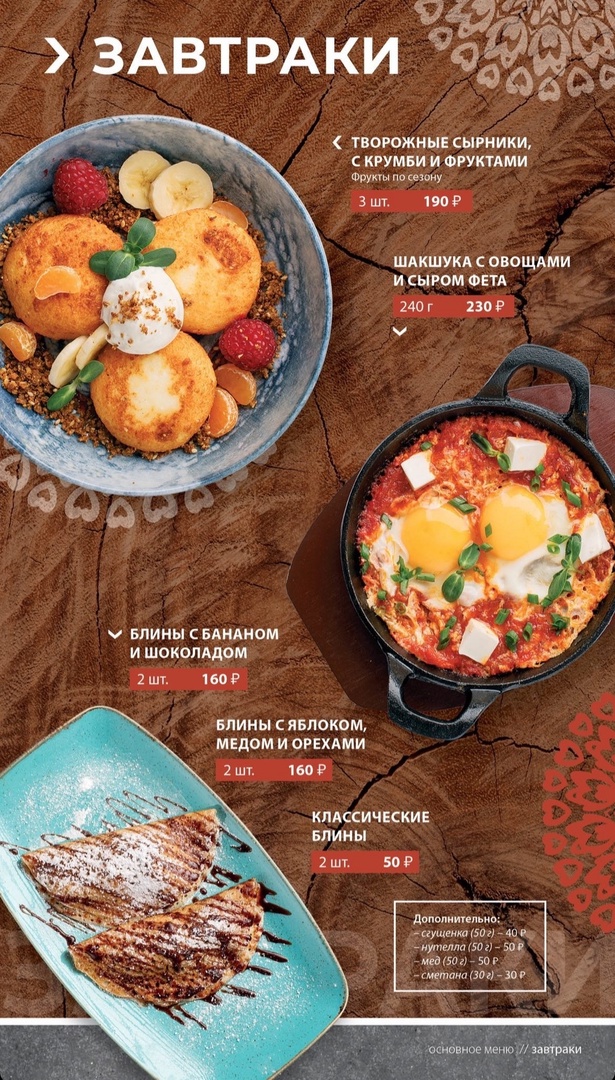 ЗАВТРАКИ
ТВОРОЖНЫЕ СЫРНИКИ,
С КРУМБИ И ФРУКТАМИ
Фрукты по сезону
3 шт. 190 ₽
ШАКШУКА С ОВОЩАМИ
И СЫРОМ ФЕТА
240 г 230 ₽
БЛИНЫ С БАНАНОМ
И ШОКОЛАДОМ
2 шт. 160 ₽
БЛИНЫ С ЯБЛОКОМ,
МЕДОМ И ОРЕХАМИ
2 шт. 160 ₽
КЛАССИЧЕСКИЕ
БЛИНЫ
2 шт. 50 ₽
Дополнительно:
– сгущенка (50 г) – 40 ₽
– нутелла (50 г) – 50 ₽
– мед (50 г) – 50 ₽
– сметана (30 г) – 30 ₽
основное меню // завтраки